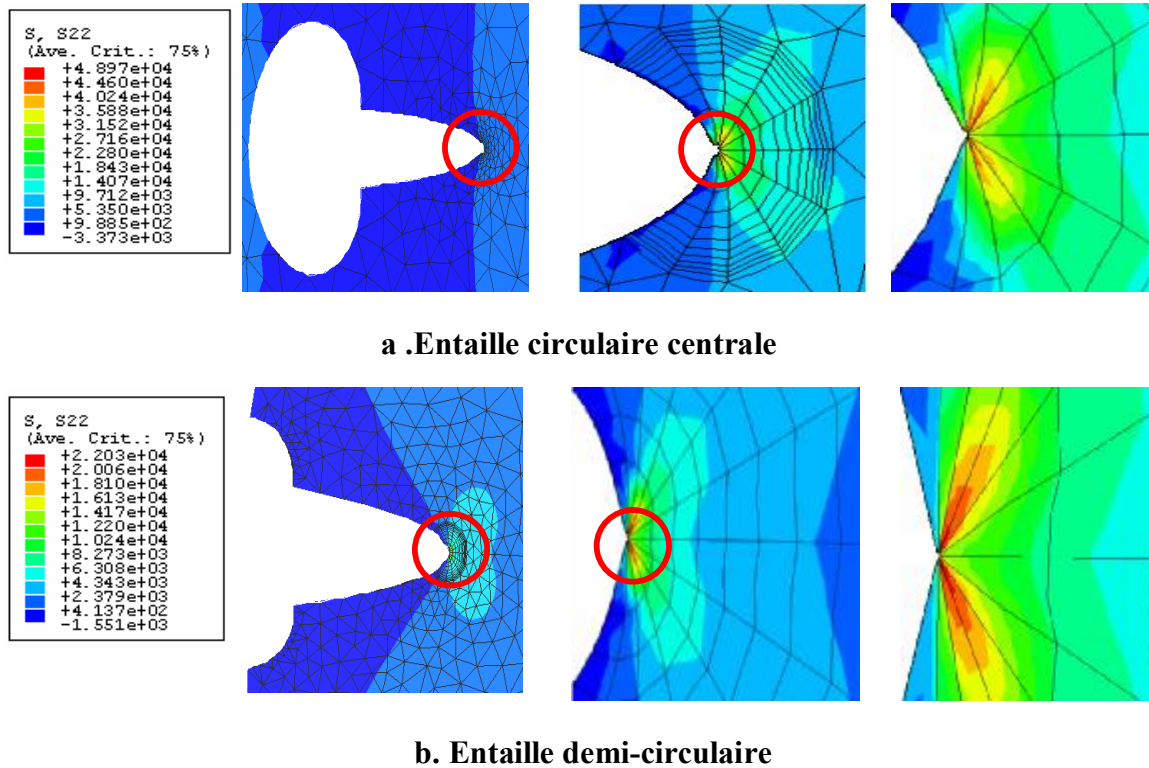 S, S22
(Ave. Crit.: 75%)
+4.897e+04
+4.460e+04
+4.024e+04
+3.588e+04
+3.152e+04
+2.716e+04
+2.280e+04
+1.843e+04
+1.407e+04
+9.712e+03
+5.350e+03
+9.885e+02
-3.373e+03
a .Entaille circulaire centrale
S, S22
(Ave. Crit.: 75%)
+2.203e+04
+2.006e+04
+1.810e+04
+1.613e+04
+1.417e+04
+1.220e+04
+1.024e+04
+8.273e+03
+6.308e+03
+4.343e+03
+2.379e+03
+4.137e+02
-1.551e+03
b. Entaille demi-circulaire